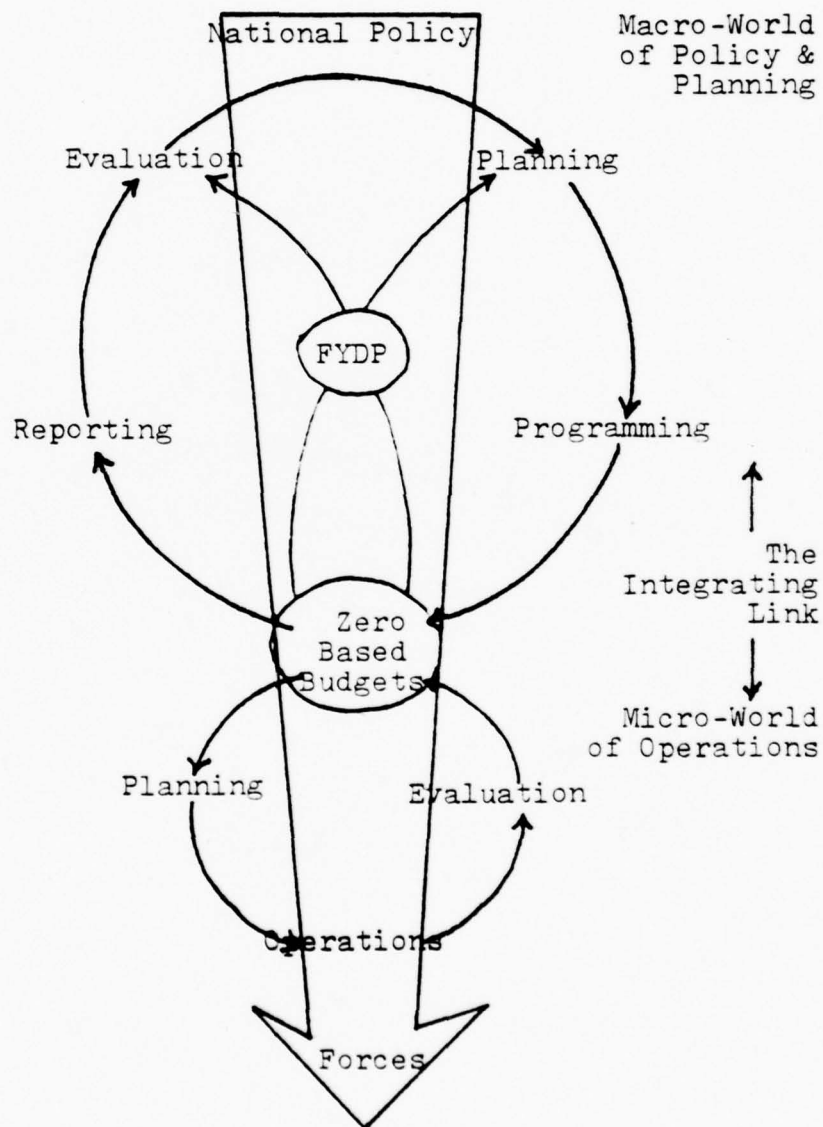 National Policy
Macro-World
of Policy &
Planning
Evaluation
Planning
FYDP
Reporting
Programming
The
Integrating
Link
Zero
Based
Budgets
Micro-World
of Operations
Planning
Evaluation
Operations
Forces